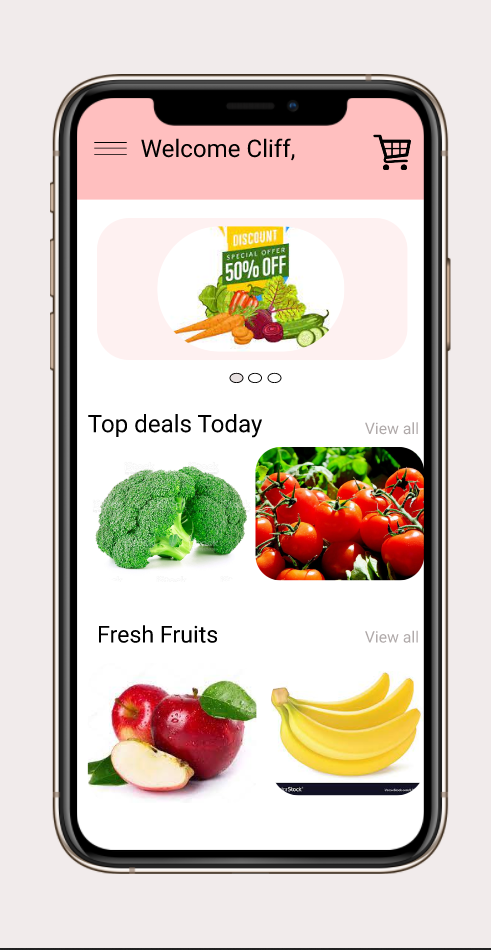 Welcome Cliff,
DISCOUNT
SPECIAL OFFER
50% OFF
Top deals Today
View all
Fresh Fruits
View all